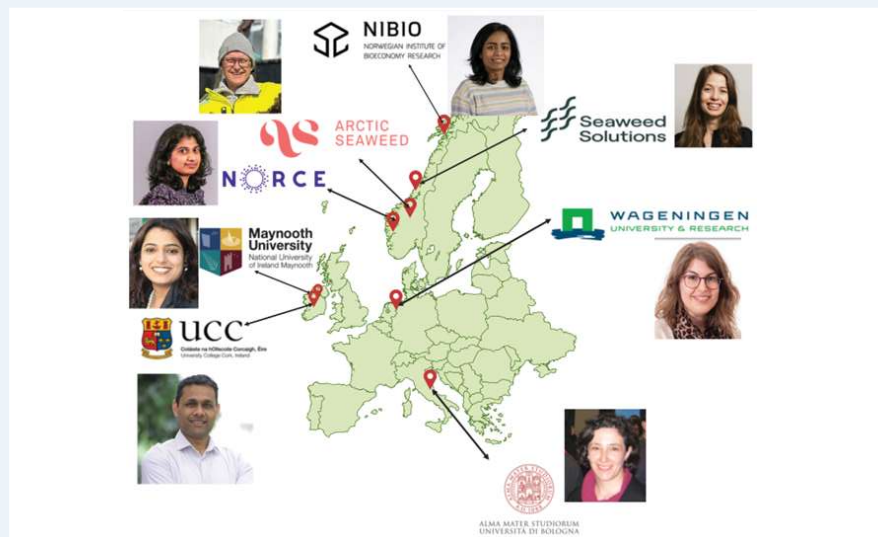 NIBIO
NORWEGIAN INSTITUTE OF
BIOECONOMY RESEARCH
ARCTIC
SEAWEED
Seaweed
Solutions
NORCE
WAGENINGEN
UNIVERSITY & RESEARCH
Maynooth
University
National University
of Ireland Maynooth
UCC
Coláiste na hOllscoile Corcaigh, Éire
University College Cork, Ireland
ALMA MATER STUDIORUM
UNIVERSITÀ DI BOLOGNA